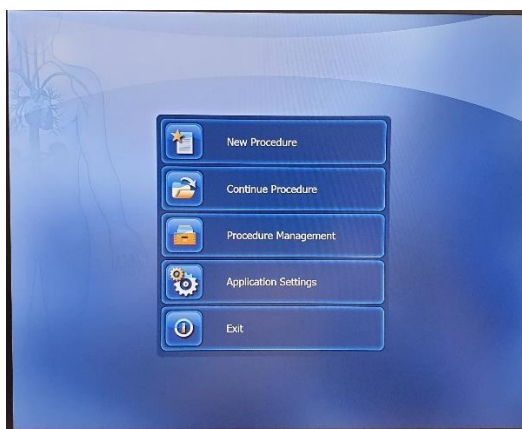 New Procedure
Continue Procedure
Procedure Management
Application Settings
Exit